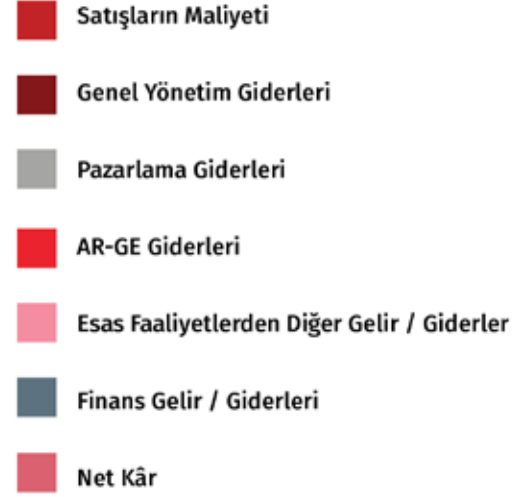 Satışların Maliyeti
Genel Yönetim Giderleri
Pazarlama Giderleri
AR-GE Giderleri
Esas Faaliyetlerden Diğer Gelir / Giderler
Finans Gelir / Giderleri
Net Kâr